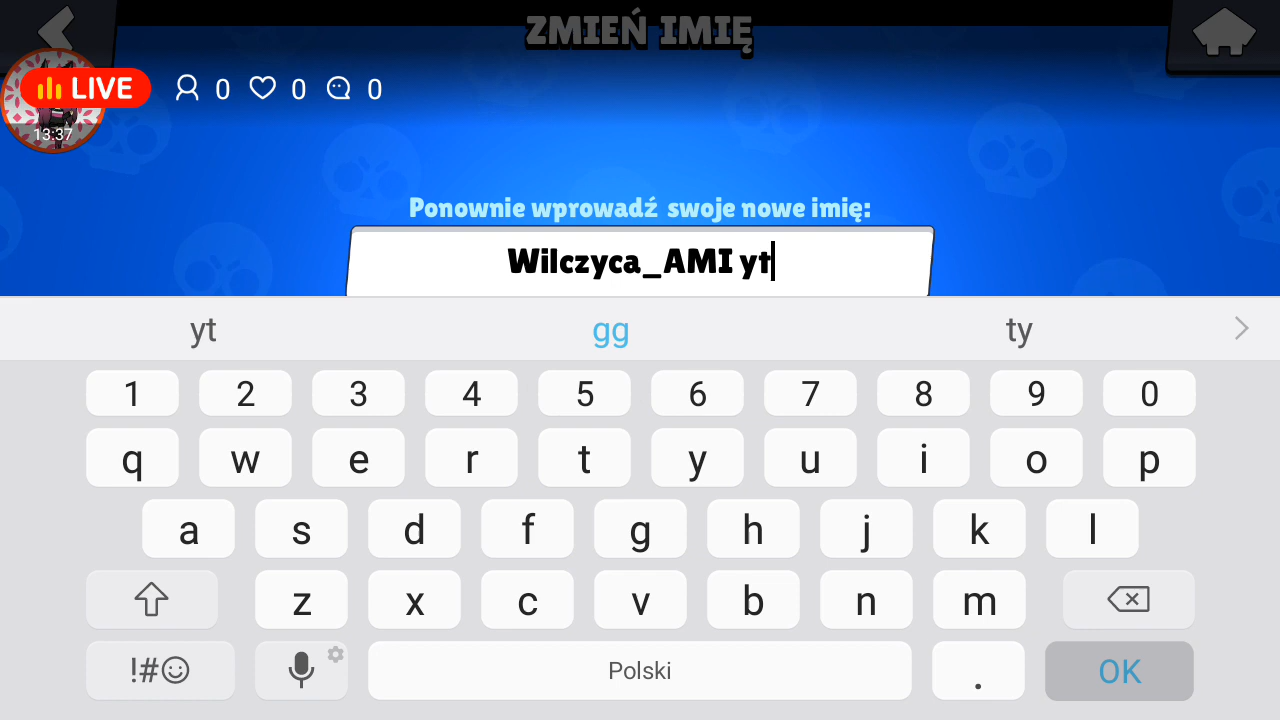 ZMIEŃ IMIĘ
LIVE 0 0 0
13:37
Ponownie wprowadź swoje nowe imię:
Wilczyca_AMI yt
yt gg ty
1 2 3 4 5 6 7 8 9 0
q w e r t y u i o p
a s d f g h j k l
z x c v b n m
!#☺ Polski . OK